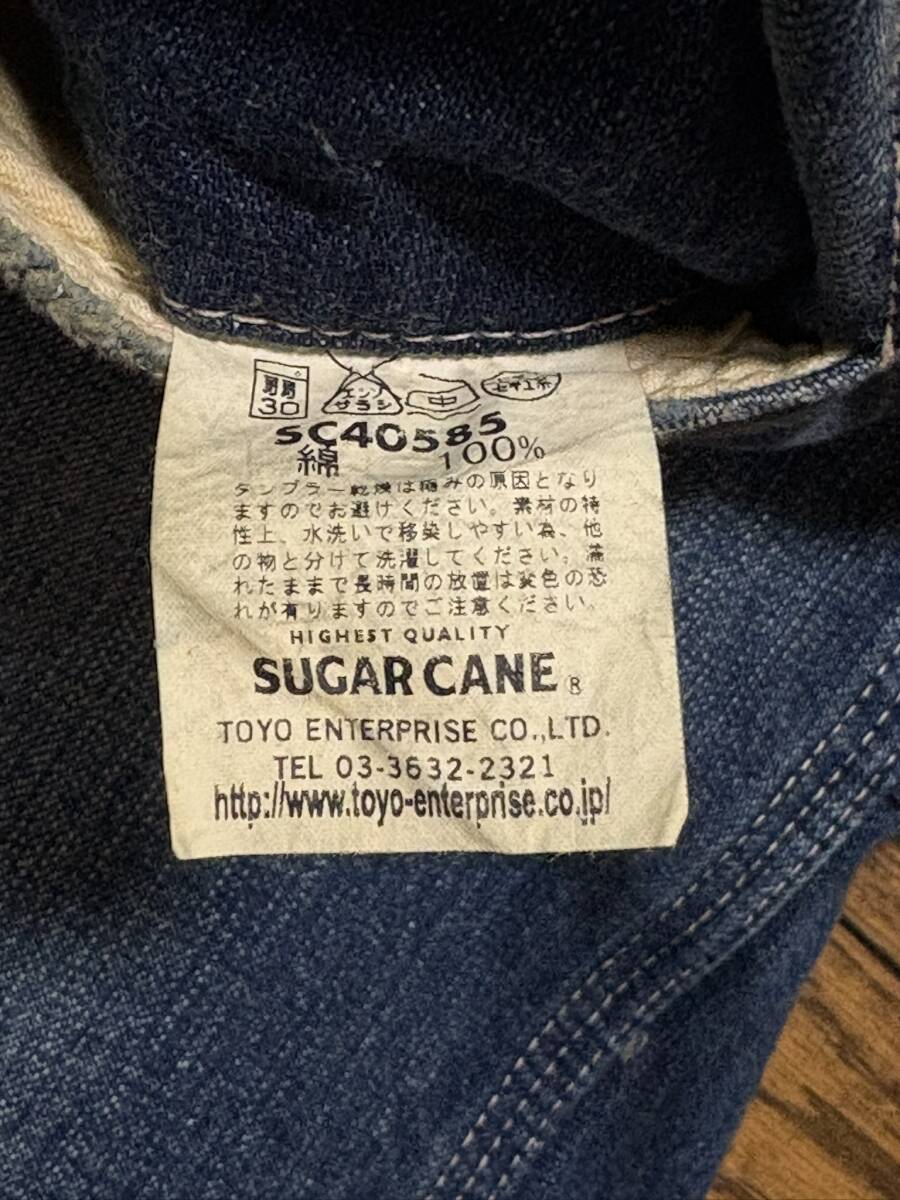 30
エンソ
サラシ
中
SC40585
綿 100%
タンブラー乾燥は縮みの原因となり
ますのでお避けください。素材の特
性上、水洗いで移染しやすい為、他
の物と分けて洗濯してください。濡
れたままで長時間の放置は変色の恐
れが有りますのでご注意ください。
HIGHEST QUALITY
SUGAR CANE ®
TOYO ENTERPRISE CO.,LTD.
TEL 03-3632-2321
http://www.toyo-enterprise.co.jp/